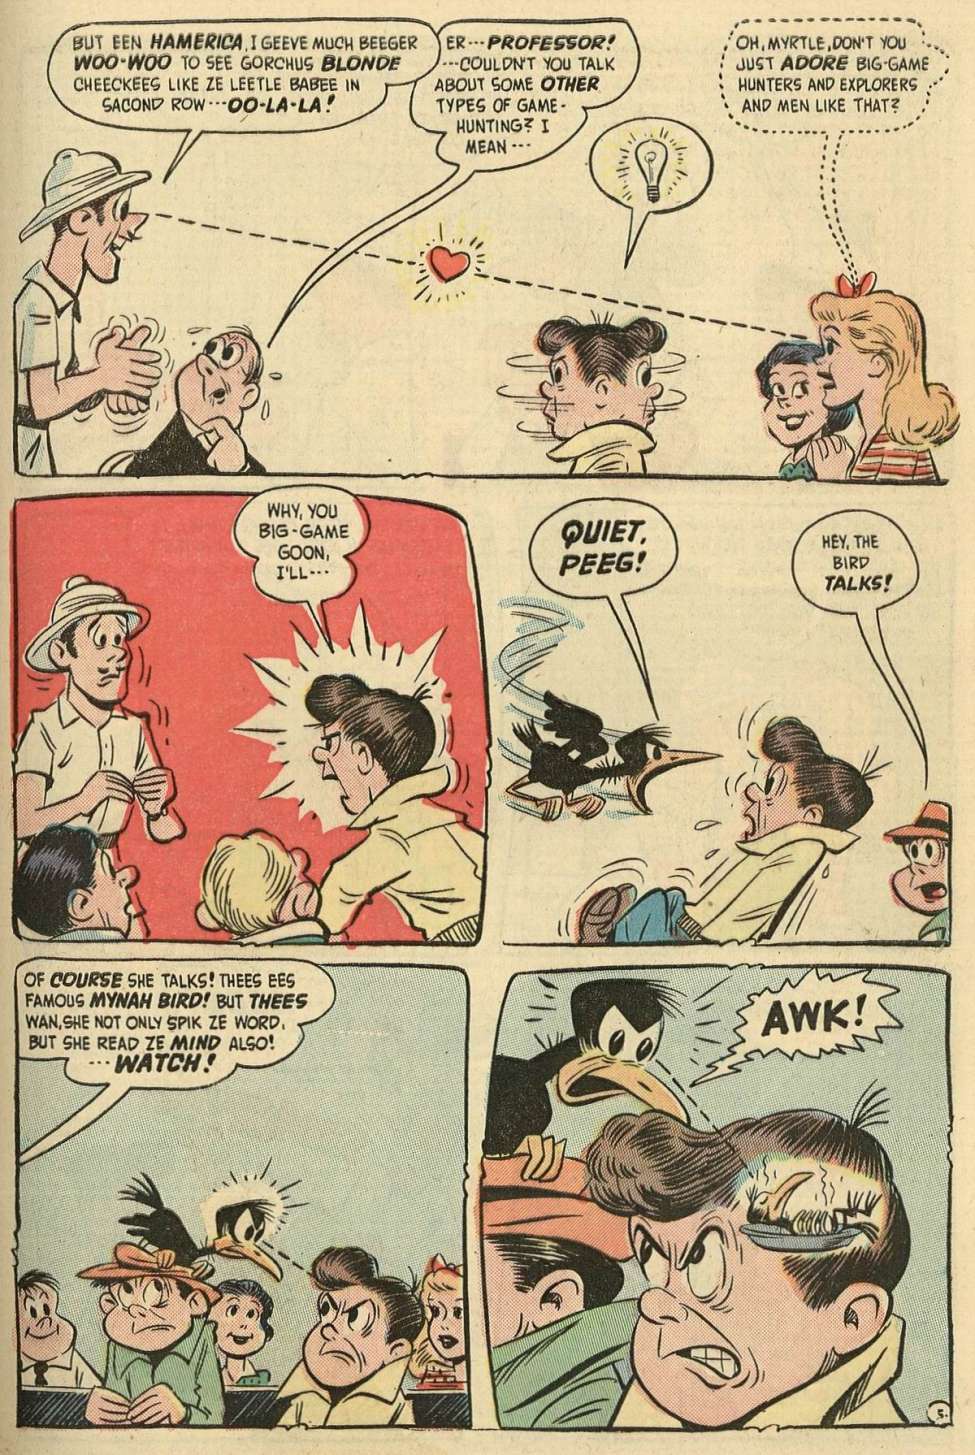 BUT EEN HAMERICA, I GEEVE MUCH BEEGER
WOO-WOO TO SEE GORCHUS BLONDE
CHEECKEES LIKE ZE LEETLE BABEE IN
SACOND ROW---OO-LA-LA!
ER---PROFESSOR!
---COULDN'T YOU TALK
ABOUT SOME OTHER
TYPES OF GAME-
HUNTING? I
MEAN---
OH, MYRTLE, DON'T YOU
JUST ADORE BIG-GAME
HUNTERS AND EXPLORERS
AND MEN LIKE THAT?
WHY, YOU
BIG-GAME
GOON,
I'LL---
QUIET,
PEEG!
HEY, THE
BIRD
TALKS!
OF COURSE SHE TALKS! THEES EES
FAMOUS MYNAH BIRD! BUT THEES
WAN, SHE NOT ONLY SPIK ZE WORD,
BUT SHE READ ZE MIND ALSO!
---WATCH!
AWK!
5.